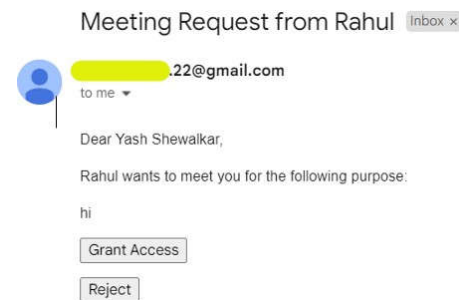 Meeting Request from Rahul Inbox ×
.22@gmail.com
to me
Dear Yash Shewalkar,
Rahul wants to meet you for the following purpose:
hi
Grant Access
Reject